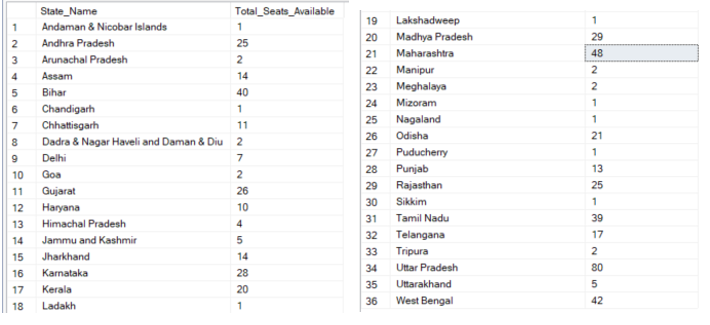 State_Name Total_Seats_Available
1 Andaman & Nicobar Islands 1
2 Andhra Pradesh 25
3 Arunachal Pradesh 2
4 Assam 14
5 Bihar 40
6 Chandigarh 1
7 Chhattisgarh 11
8 Dadra & Nagar Haveli and Daman & Diu 2
9 Delhi 7
10 Goa 2
11 Gujarat 26
12 Haryana 10
13 Himachal Pradesh 4
14 Jammu and Kashmir 5
15 Jharkhand 14
16 Karnataka 28
17 Kerala 20
18 Ladakh 1
19 Lakshadweep 1
20 Madhya Pradesh 29
21 Maharashtra 48
22 Manipur 2
23 Meghalaya 2
24 Mizoram 1
25 Nagaland 1
26 Odisha 21
27 Puducherry 1
28 Punjab 13
29 Rajasthan 25
30 Sikkim 1
31 Tamil Nadu 39
32 Telangana 17
33 Tripura 2
34 Uttar Pradesh 80
35 Uttarakhand 5
36 West Bengal 42